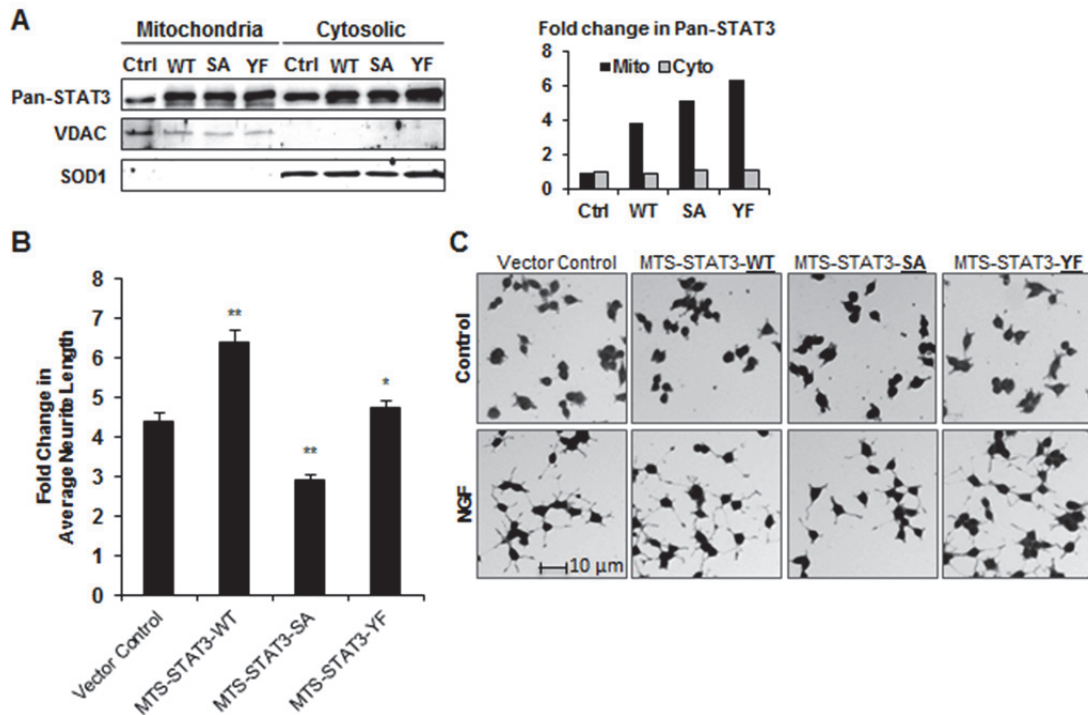 A
Mitochondria Cytosolic
Ctrl WT SA YF Ctrl WT SA YF
Pan-STAT3
VDAC
SOD1
Fold change in Pan-STAT3
8
6
4
2
0
Mito Cyto
Ctrl WT SA YF
B
Fold Change in
Average Neurite Length
8
7
6
5
4
3
2
1
0
**
**
*
Vector Control
MTS-STAT3-WT
MTS-STAT3-SA
MTS-STAT3-YF
C
Vector Control MTS-STAT3-WT MTS-STAT3-SA MTS-STAT3-YF
Control
NGF
10 µm